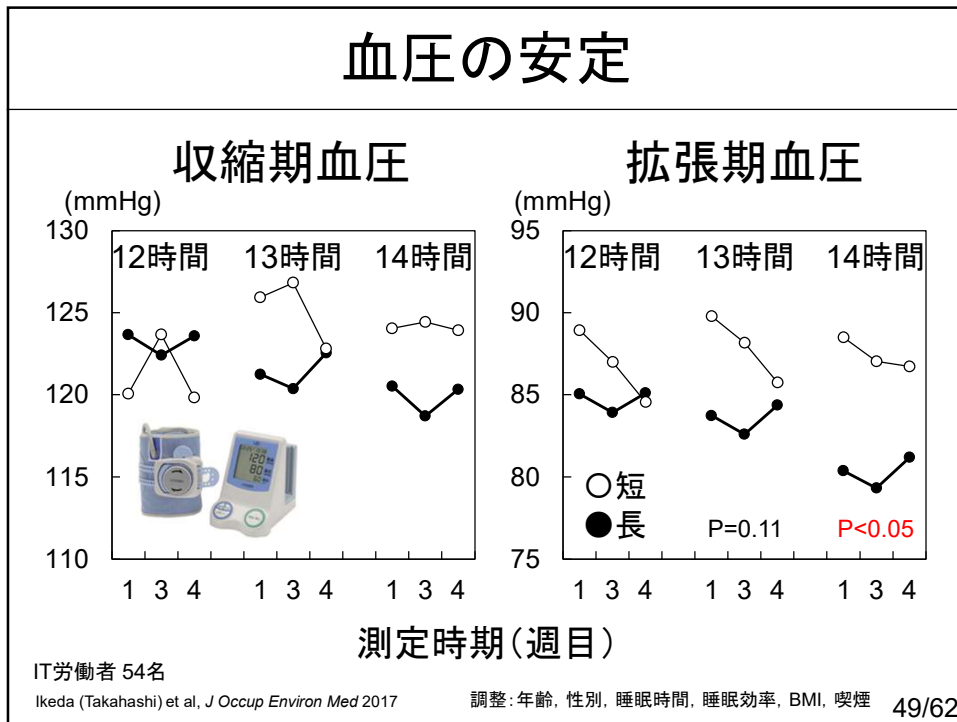 血圧の安定
収縮期血圧
(mmHg)
130
125
120
115
110
12時間 13時間 14時間
120
80
1 3 4 1 3 4 1 3 4
拡張期血圧
(mmHg)
95
90
85
80
75
12時間 13時間 14時間
○短
●長
P=0.11 P<0.05
1 3 4 1 3 4 1 3 4
測定時期(週目)
IT労働者 54名
Ikeda (Takahashi) et al, J Occup Environ Med 2017
調整:年齢, 性別, 睡眠時間, 睡眠効率, BMI, 喫煙
49/62